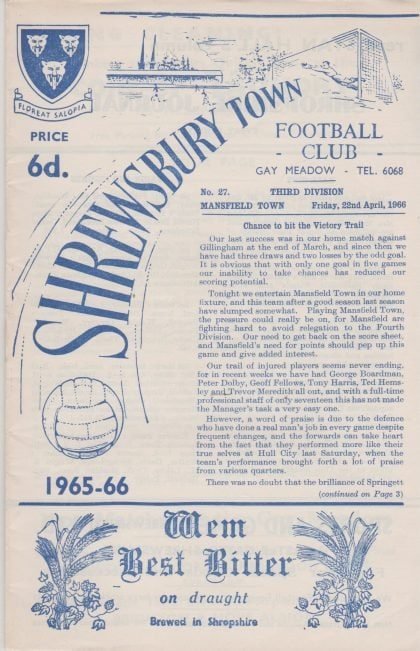 FLOREAT SALOPIA
PRICE
6d.
SHREWSBURY TOWN
FOOTBALL
- CLUB -
GAY MEADOW - TEL. 6068
No. 27. THIRD DIVISION
MANSFIELD TOWN Friday, 22nd April, 1966
Chance to hit the Victory Trail
Our last success was in our home match against
Gillingham at the end of March, and since then we
have had three draws and two losses by the odd goal.
It is obvious that with only one goal in five games
our inability to take chances has reduced our
scoring potential.
Tonight we entertain Mansfield Town in our home
fixture, and this team after a good season last season
have slumped somewhat. Playing Mansfield Town,
the pressure could really be on, for Mansfield are
fighting hard to avoid relegation to the Fourth
Division. Our need to get back on the score sheet,
and Mansfield's need for points should pep up this
game and give added interest.
Our trail of injured players seems never ending,
for in recent weeks we have had George Boardman,
Peter Dolby, Geoff Fellows, Tony Harris, Ted Hems-
ley and Trevor Meredith all out, and with a full-time
professional staff of only seventeen this has not made
the Manager's task a very easy one.
However, a word of praise is due to the defence
who have done a real man's job in every game despite
frequent changes, and the forwards can take heart
from the fact that they performed more like their
true selves at Hull City last Saturday, when the
team's performance brought forth a lot of praise
from various quarters.
There was no doubt that the brilliance of Springett
(continued on Page 3)
1965-66
Wem
Best Bitter
on draught
Brewed in Shropshire